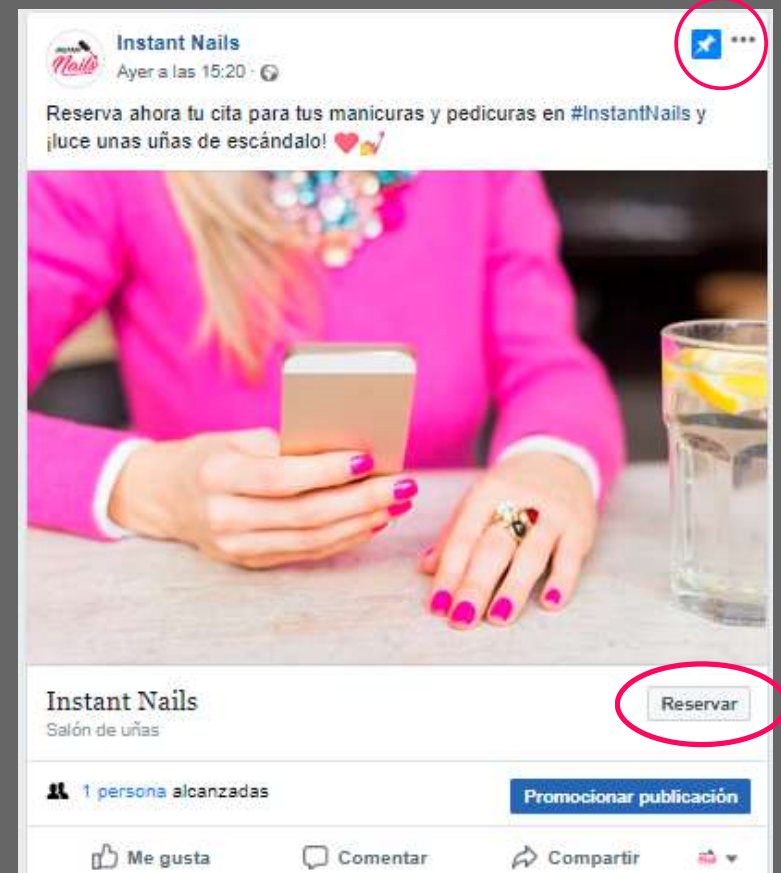 INSTANT
Nails
Instant Nails
Ayer a las 15:20 ·
Reserva ahora tu cita para tus manicuras y pedicuras en #InstantNails y
¡luce unas uñas de escándalo!
Instant Nails
Reservar
Salón de uñas
1 persona alcanzadas
Promocionar publicación
Me gusta
Comentar
Compartir